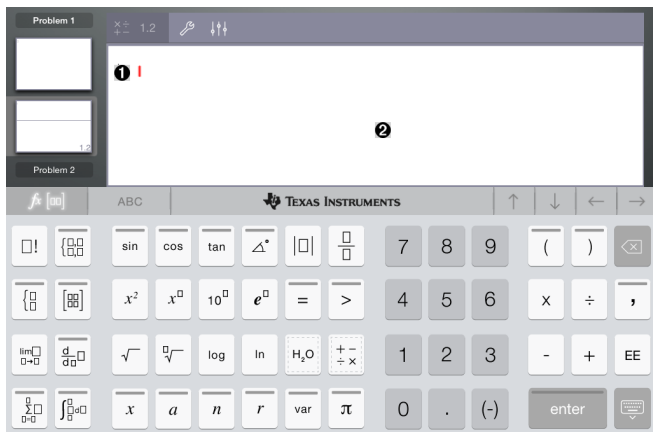 Problem 1
×÷ +− 1.2
❶
❷
1.2
Problem 2
fx [▯▯] ABC TEXAS INSTRUMENTS ↑ ↓ ← →
▯! {▯,▯ ▯,▯ sin cos tan ∠° |▯| ▯/▯ 7 8 9 ( )
{▯ ▯ [▯▯ ▯▯] x² x^▯ 10^▯ e^▯ = > 4 5 6 x ÷ ,
lim▯ ▯→▯ d/d▯ ▯ √ ▯√ log ln H₂O + − ÷ × 1 2 3 - + EE
▯ Σ▯ ▯=▯ ∫▯d▯ x a n r var π 0 . (-) enter